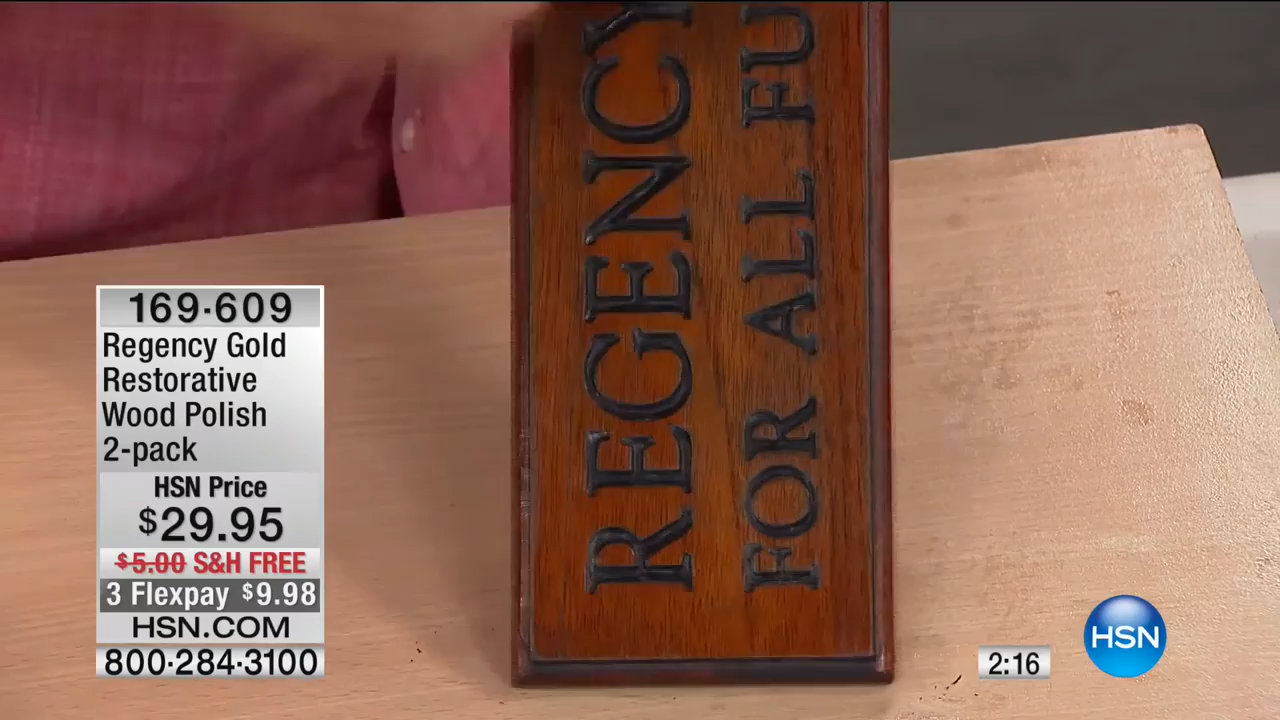 REGENCY
FOR ALL FU
169-609
Regency Gold
Restorative
Wood Polish
2-pack
HSN Price
$29.95
$5.00 S&H FREE
3 Flexpay $9.98
HSN.COM
800-284-3100
2:16
HSN